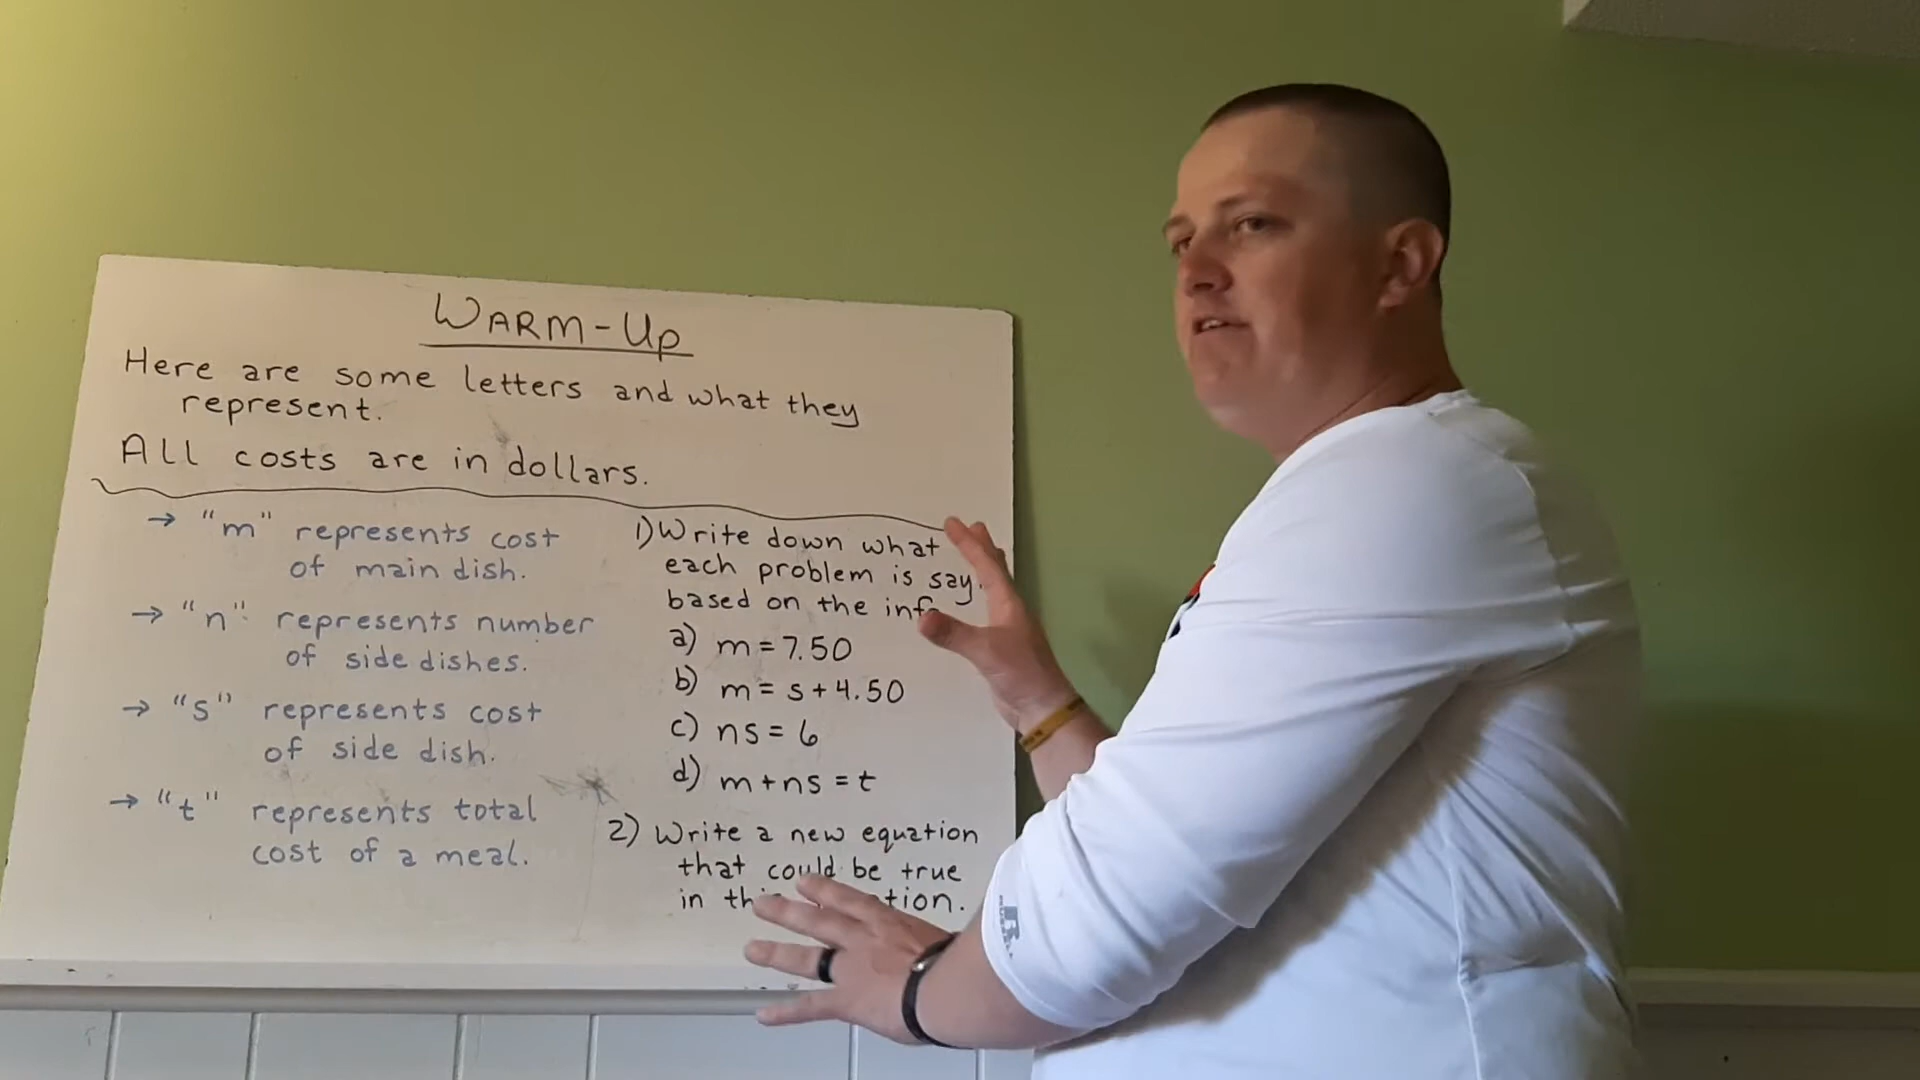 WARM-Up
Here are some letters and what they
represent.
All costs are in dollars.
→ "m" represents cost
of main dish.
→ "n" represents number
of side dishes.
→ "s" represents cost
of side dish.
→ "t" represents total
cost of a meal.
1) Write down what
each problem is say
based on the
a) m = 7.50
b) m = s + 4.50
c) ns = 6
d) m + ns = t
2) Write a new equation
that could be true
in